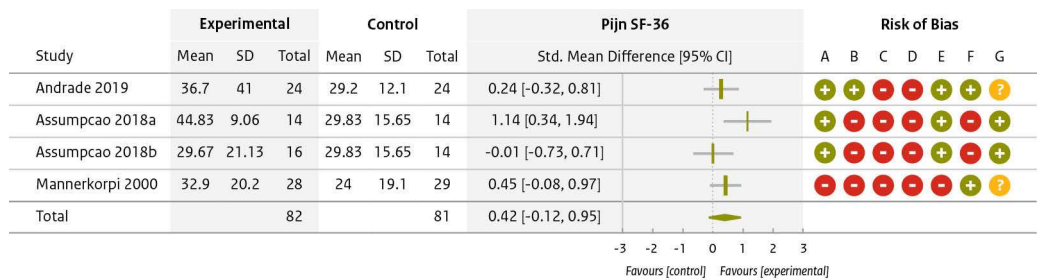 Experimental Control Pijn SF-36 Risk of Bias
Study Mean SD Total Mean SD Total Std. Mean Difference [95% CI] A B C D E F G
Andrade 2019 36.7 41 24 29.2 12.1 24 0.24 [-0.32, 0.81] + + - - + + ?
Assumpcao 2018a 44.83 9.06 14 29.83 15.65 14 1.14 [0.34, 1.94] + - - - + - +
Assumpcao 2018b 29.67 21.13 16 29.83 15.65 14 -0.01 [-0.73, 0.71] + - - - + - +
Mannerkorpi 2000 32.9 20.2 28 24 19.1 29 0.45 [-0.08, 0.97] - - - - - + ?
Total 82 81 0.42 [-0.12, 0.95]
-3 -2 -1 0 1 2 3
Favours [control] Favours [experimental]